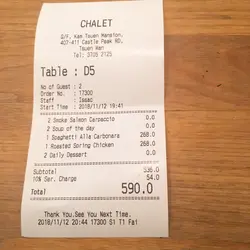 CHALET
G/F, Kam Tsuen Mansion,
407-411 Castle Peak RD,
Tsuen Wan
Tel: 3705 2120
Table : D5
No of Guest : 2
Order No. : 17300
Staff : Issac
Start Time : 2018/11/12 19:41
2 Smoke Salmon Carpaccio 0.0
2 Soup of the day 0.0
1 Spaghetti Alla Carbonara 268.0
1 Roasted Spring Chicken 268.0
2 Daily Dessert 0.0
Subtotal 536.0
10% Ser. Charge 54.0
Total 590.0
Thank You.See You Next Time.
2018/11/12 20:44 17300 S1 T1 Fai